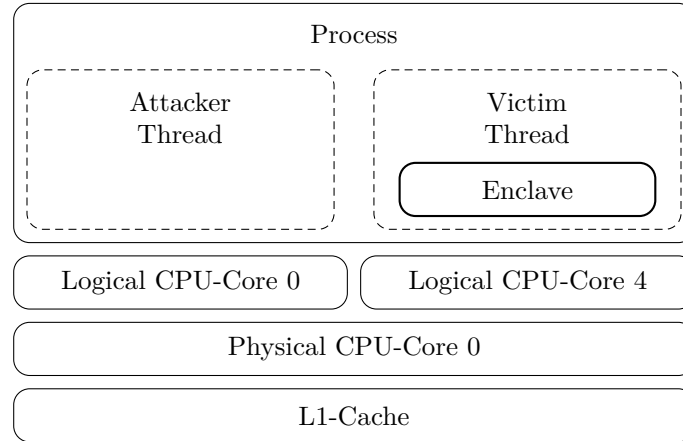 Process
Attacker
Thread
Victim
Thread
Enclave
Logical CPU-Core 0
Logical CPU-Core 4
Physical CPU-Core 0
L1-Cache